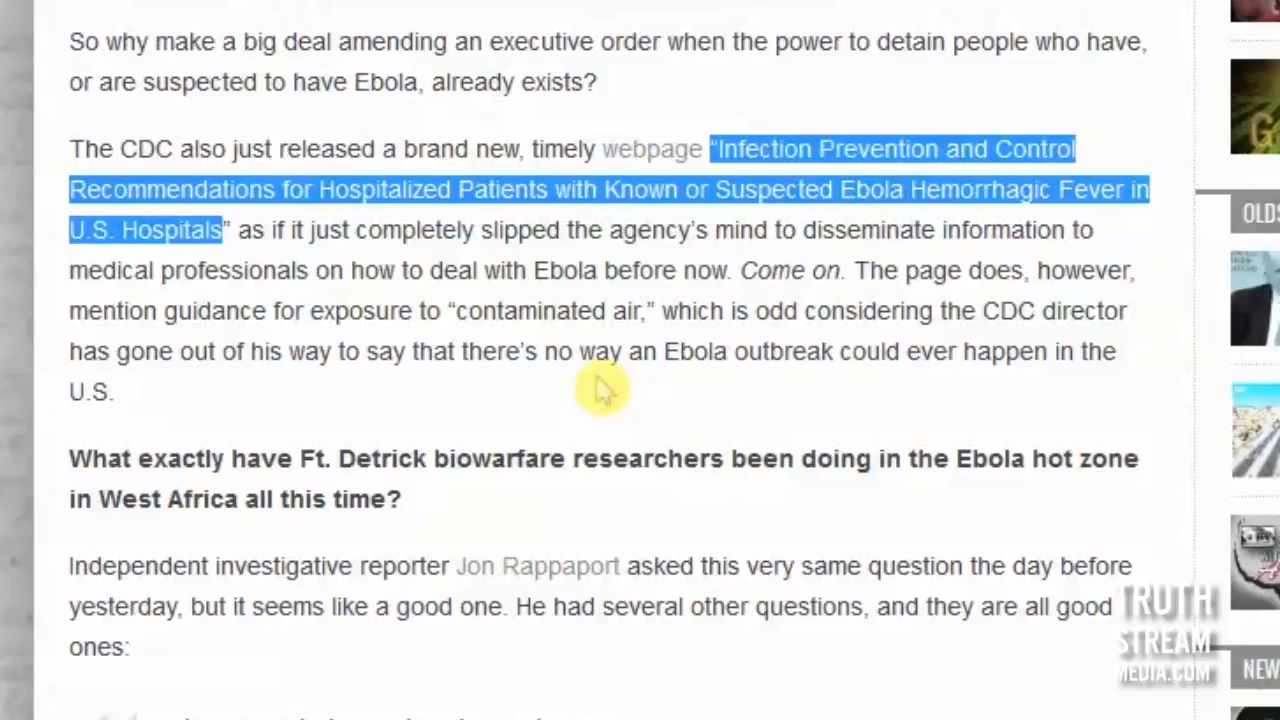 So why make a big deal amending an executive order when the power to detain people who have,
or are suspected to have Ebola, already exists?
The CDC also just released a brand new, timely webpage “Infection Prevention and Control
Recommendations for Hospitalized Patients with Known or Suspected Ebola Hemorrhagic Fever in
U.S. Hospitals” as if it just completely slipped the agency’s mind to disseminate information to
medical professionals on how to deal with Ebola before now. Come on. The page does, however,
mention guidance for exposure to “contaminated air,” which is odd considering the CDC director
has gone out of his way to say that there’s no way an Ebola outbreak could ever happen in the
U.S.
What exactly have Ft. Detrick biowarfare researchers been doing in the Ebola hot zone
in West Africa all this time?
Independent investigative reporter Jon Rappaport asked this very same question the day before
yesterday, but it seems like a good one. He had several other questions, and they are all good
ones:
G
OLD
NEW
TRUTH
STREAM
MEDIA.COM